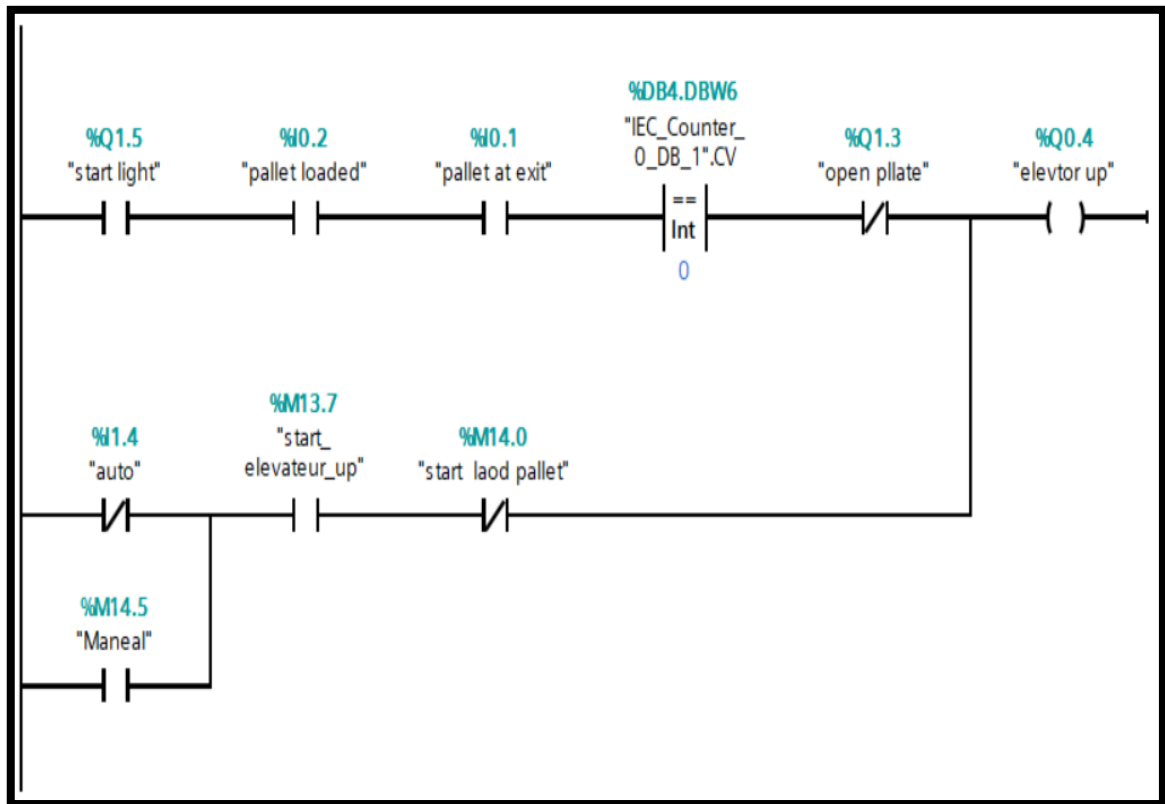 %DB4.DBW6
%Q1.5
%I0.2
%I0.1
"IEC_Counter_
%Q1.3
%Q0.4
"start light"
"pallet loaded"
"pallet at exit"
0_DB_1".CV
"open pllate"
"elevtor up"
==
Int
0
%M13.7
%I1.4
"start_
%M14.0
"auto"
elevateur_up"
"start laod pallet"
%M14.5
"Maneal"